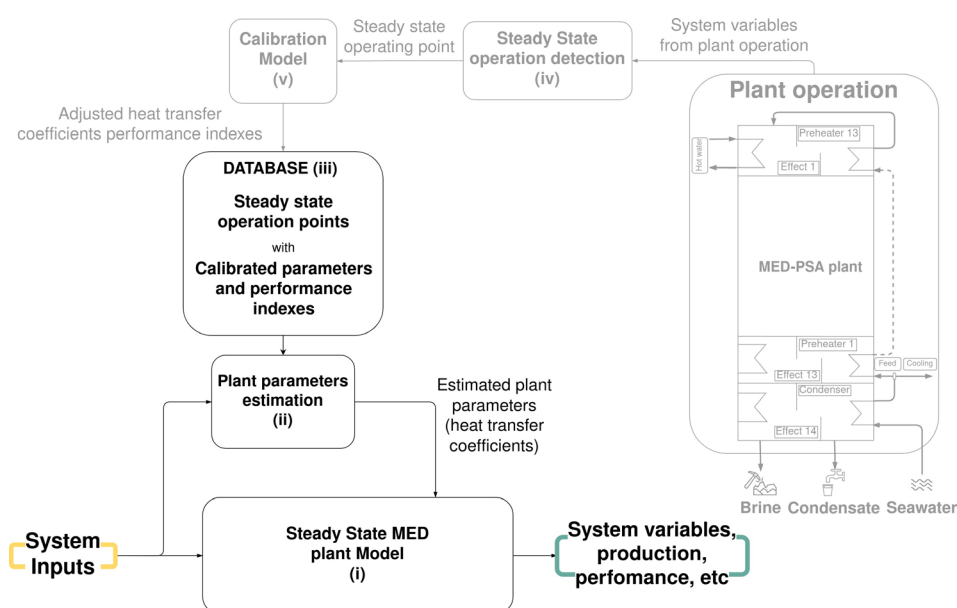 Calibration
Model
(v)
Steady state
operating point
Steady State
operation detection
(iv)
System variables
from plant operation
Plant operation
Preheater 13
Hot water
Effect 1
MED-PSA plant
Preheater 1
Effect 13
Feed
Cooling
Condenser
Effect 14
Brine
Condensate
Seawater
Adjusted heat transfer
coefficients performance indexes
DATABASE (iii)
Steady state
operation points
with
Calibrated parameters
and performance
indexes
Plant parameters
estimation
(ii)
Estimated plant
parameters
(heat transfer
coefficients)
System
Inputs
Steady State MED
plant Model
(i)
System variables,
production,
perfomance, etc